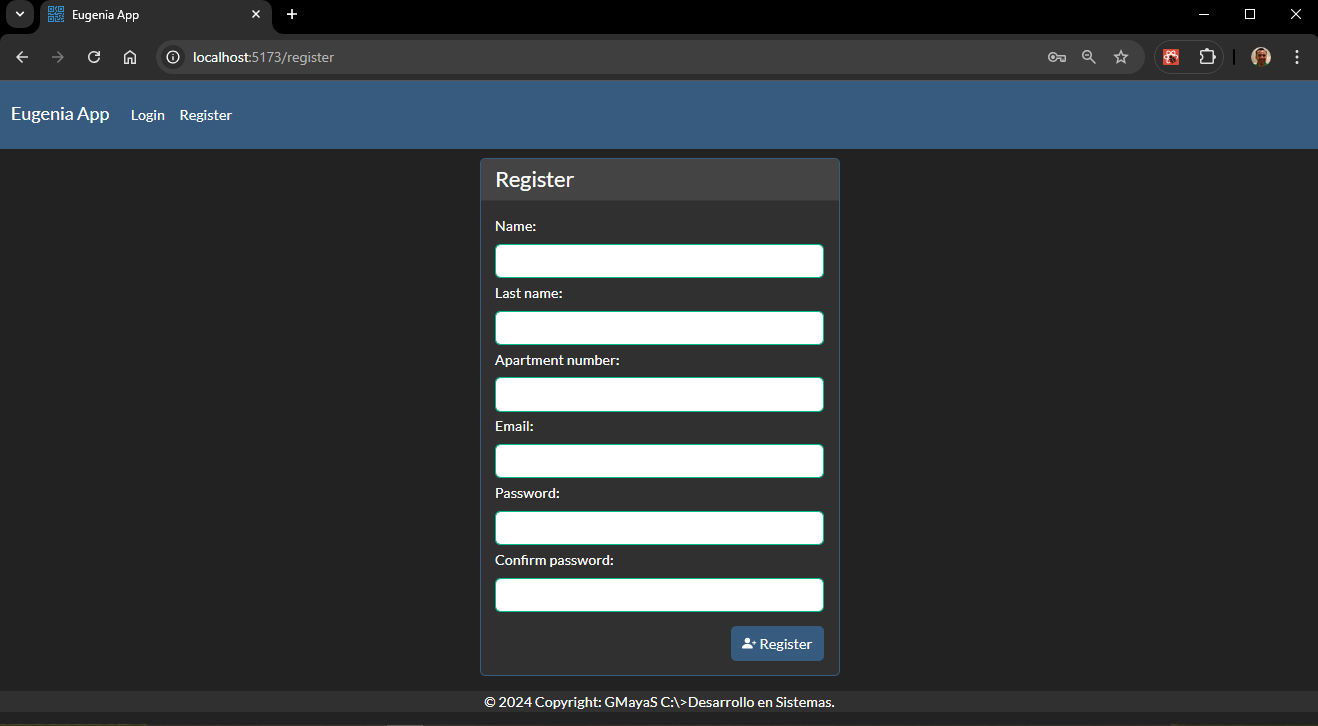 Eugenia App
localhost:5173/register
Eugenia App Login Register
Register
Name:
Last name:
Apartment number:
Email:
Password:
Confirm password:
Register
© 2024 Copyright: GMayaS C:\>Desarrollo en Sistemas.